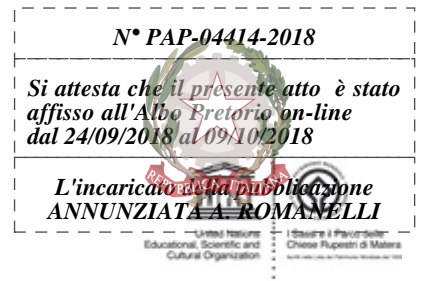 N° PAP-04414-2018
Si attesta che il presente atto è stato
affisso all'Albo Pretorio on-line
dal 24/09/2018 al 09/10/2018
L'incaricato della pubblicazione
ANNUNZIATA A. ROMANELLI
REPVBBLICA ITALIANA
United Nations
Educational, Scientific and
Cultural Organization
I Sassi e il Parco delle
Chiese Rupestri di Matera